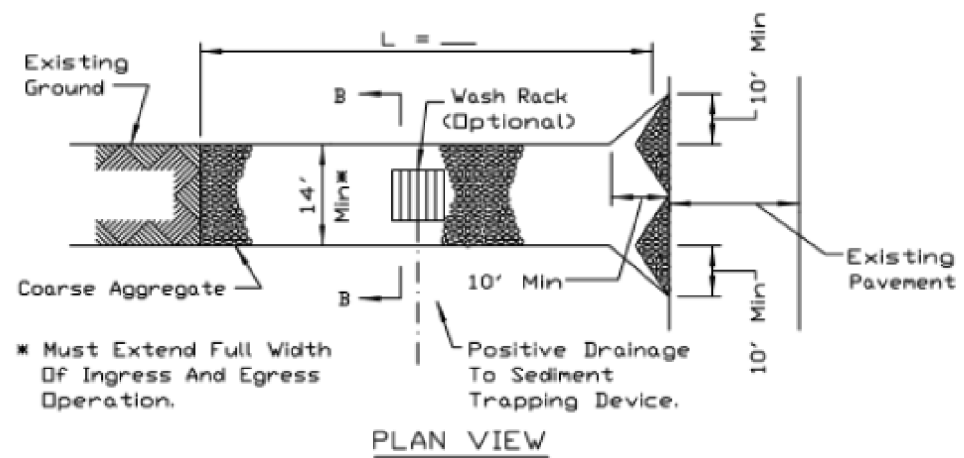 L = __
Existing
Ground
B
Wash Rack
(Optional)
10' Min
14'
Min*
Coarse Aggregate
B
10' Min
Existing
Pavement
10' Min
* Must Extend Full Width
Of Ingress And Egress
Operation.
Positive Drainage
To Sediment
Trapping Device.
PLAN VIEW